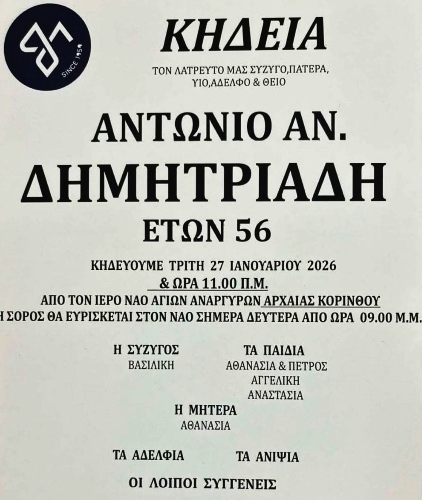 SINCE 1959
ΚΗΔΕΙΑ
ΤΟΝ ΛΑΤΡΕΥΤΟ ΜΑΣ ΣΥΖΥΓΟ,ΠΑΤΕΡΑ,
ΥΙΟ,ΑΔΕΛΦΟ & ΘΕΙΟ
ΑΝΤΩΝΙΟ ΑΝ.
ΔΗΜΗΤΡΙΑΔΗ
ΕΤΩΝ 56
ΚΗΔΕΥΟΥΜΕ ΤΡΙΤΗ 27 ΙΑΝΟΥΑΡΙΟΥ 2026
& ΩΡΑ 11.00 Π.Μ.
ΑΠΟ ΤΟΝ ΙΕΡΟ ΝΑΟ ΑΓΙΩΝ ΑΝΑΡΓΥΡΩΝ ΑΡΧΑΙΑΣ ΚΟΡΙΝΘΟΥ
Η ΣΟΡΟΣ ΘΑ ΕΥΡΙΣΚΕΤΑΙ ΣΤΟΝ ΝΑΟ ΣΗΜΕΡΑ ΔΕΥΤΕΡΑ ΑΠΟ ΩΡΑ 09.00 Μ.Μ.
Η ΣΥΖΥΓΟΣ
ΒΑΣΙΛΙΚΗ
ΤΑ ΠΑΙΔΙΑ
ΑΘΑΝΑΣΙΑ & ΠΕΤΡΟΣ
ΑΓΓΕΛΙΚΗ
ΑΝΑΣΤΑΣΙΑ
Η ΜΗΤΕΡΑ
ΑΘΑΝΑΣΙΑ
ΤΑ ΑΔΕΛΦΙΑ
ΤΑ ΑΝΙΨΙΑ
ΟΙ ΛΟΙΠΟΙ ΣΥΓΓΕΝΕΙΣ